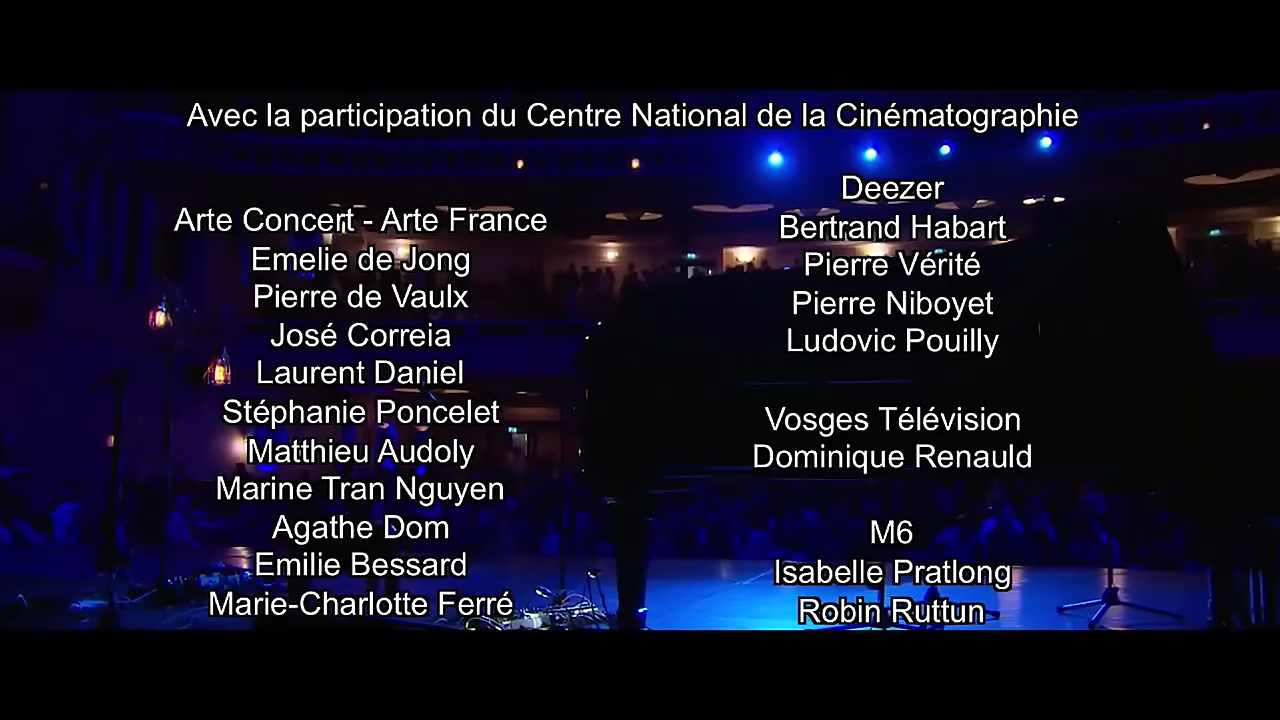 Avec la participation du Centre National de la Cinématographie
Arte Concert - Arte France
Emelie de Jong
Pierre de Vaulx
José Correia
Laurent Daniel
Stéphanie Poncelet
Matthieu Audoly
Marine Tran Nguyen
Agathe Dom
Emilie Bessard
Marie-Charlotte Ferré
Deezer
Bertrand Habart
Pierre Vérité
Pierre Niboyet
Ludovic Pouilly
Vosges Télévision
Dominique Renauld
M6
Isabelle Pratlong
Robin Ruttun